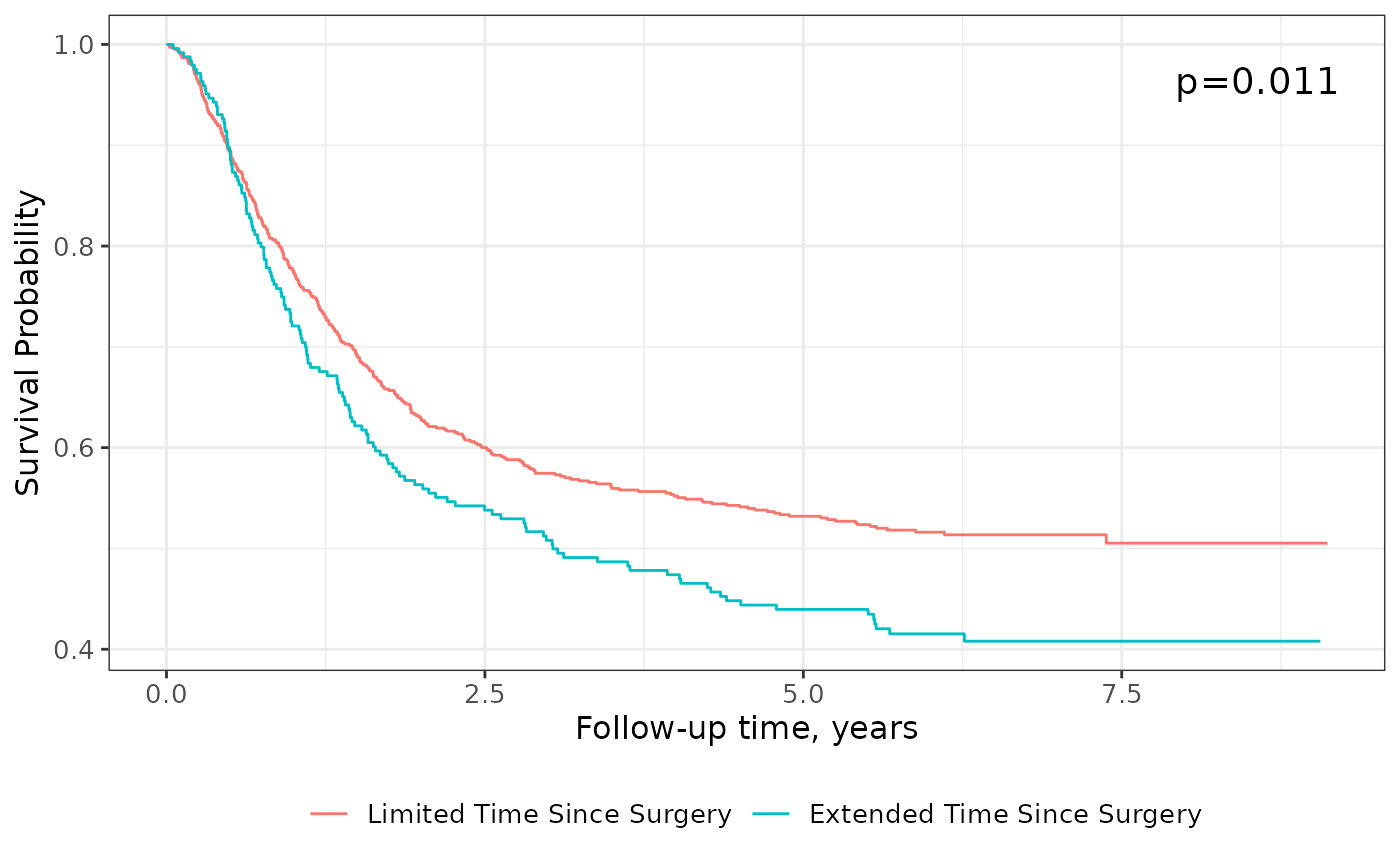 p=0.011
1.0
0.8
0.6
0.4
Survival Probability
0.0 2.5 5.0 7.5
Follow-up time, years
Limited Time Since Surgery Extended Time Since Surgery